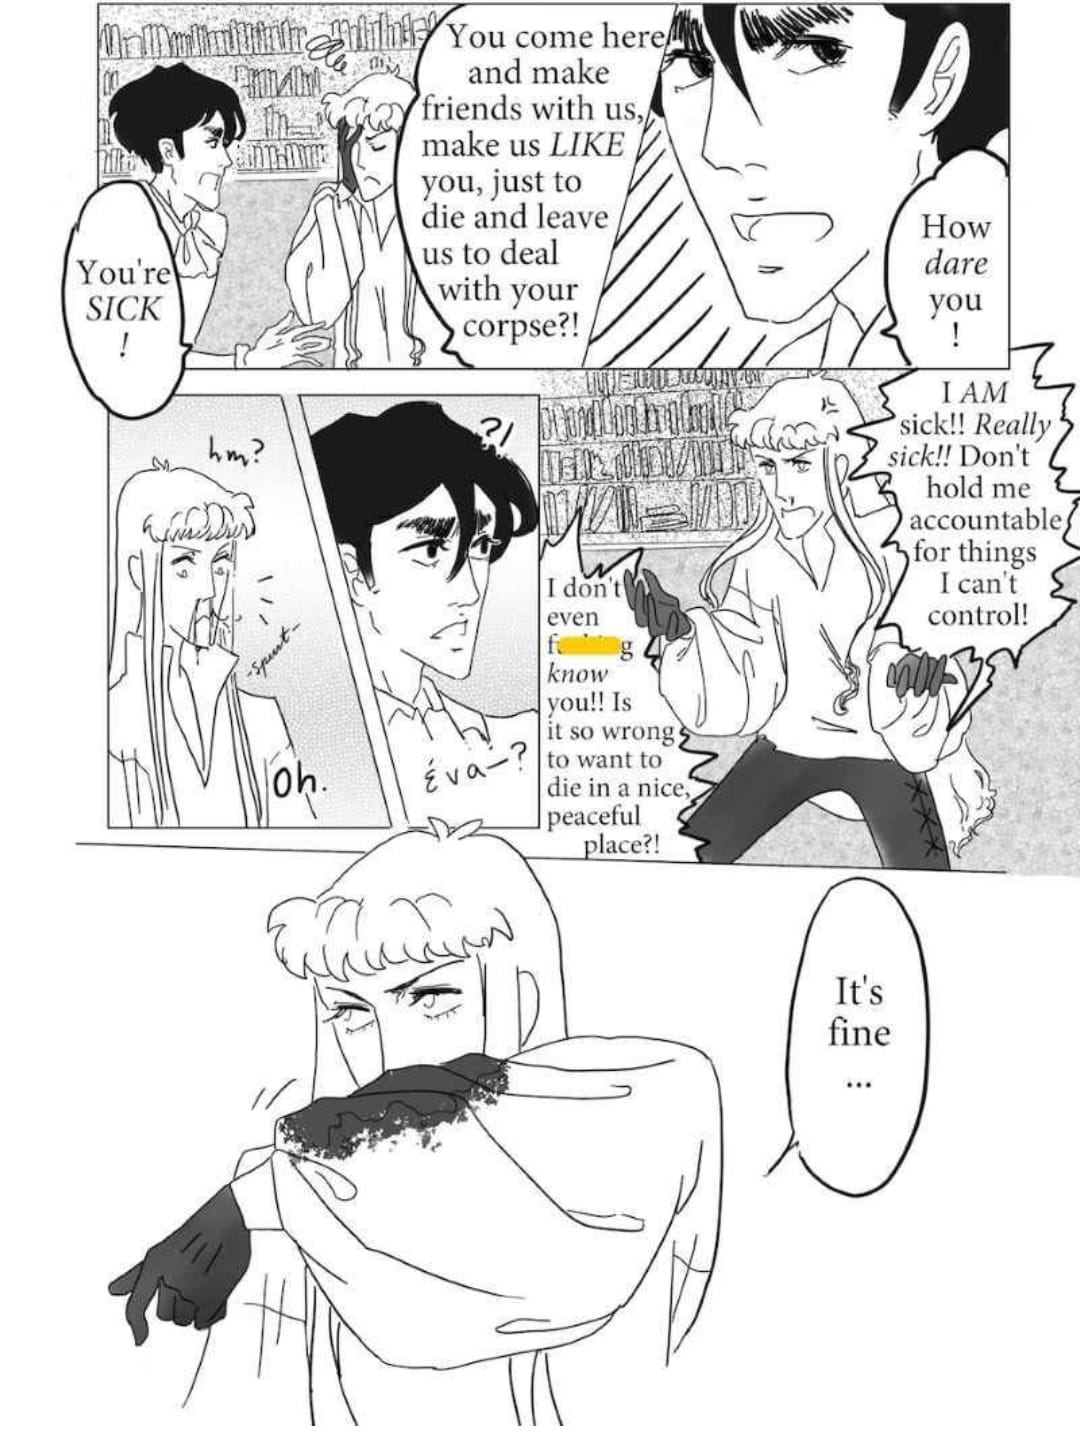 How
dare
you
!
You come here
and make
friends with us,
make us LIKE
you, just to
die and leave
us to deal
with your
corpse?!
You're
SICK
!
I AM
sick!! Really
sick!! Don't
hold me
accountable
for things
I can't
control!
I don't
even
know
you!! Is
it so wrong
to want to
die in a nice,
peaceful
place?!
?!
Éva—?
hm?
-spurt-
Oh.
It's
fine
...